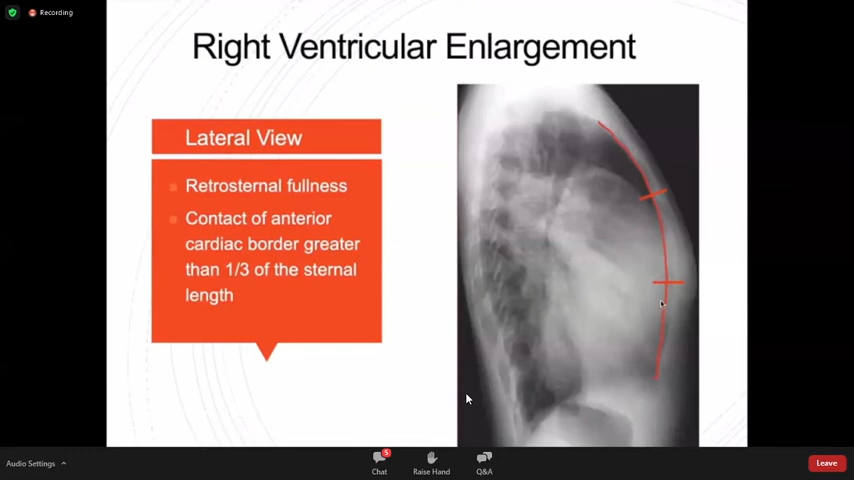 Recording
Right Ventricular Enlargement
Lateral View
Retrosternal fullness
Contact of anterior
cardiac border greater
than 1/3 of the sternal
length
Audio Settings
5
Chat
Raise Hand
Q&A
Leave